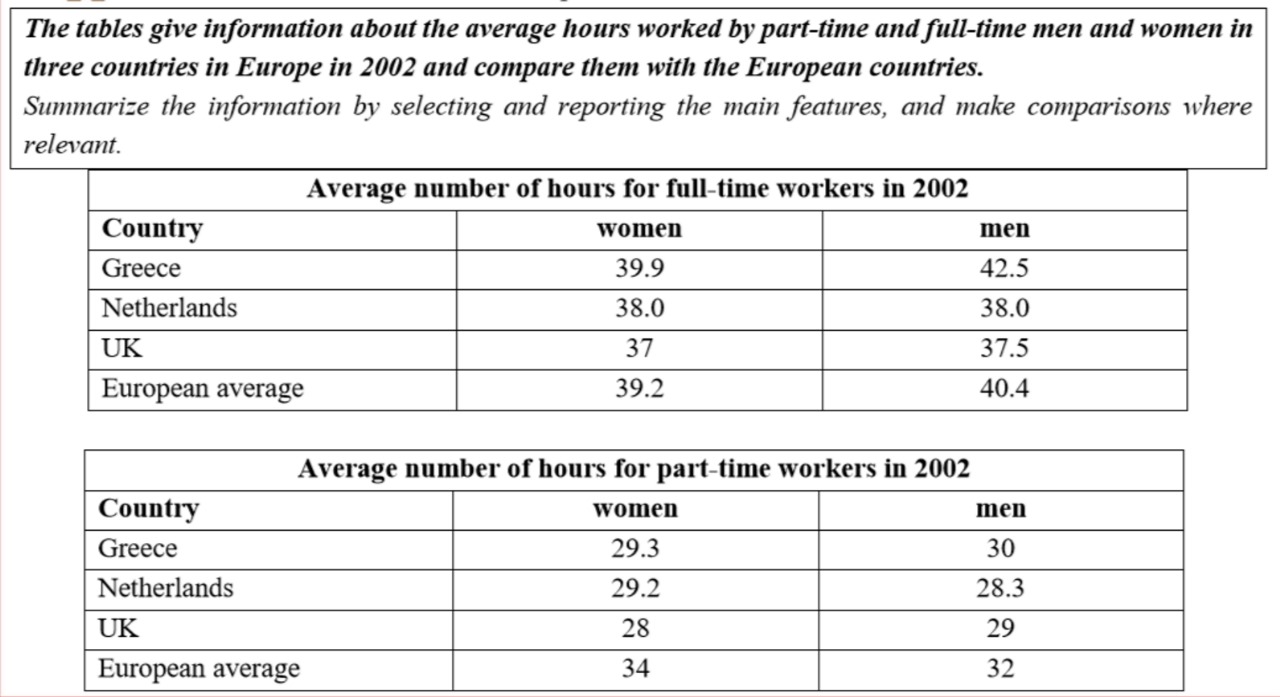 The tables give information about the average hours worked by part-time and full-time men and women in
three countries in Europe in 2002 and compare them with the European countries.
Summarize the information by selecting and reporting the main features, and make comparisons where
relevant.
Average number of hours for full-time workers in 2002
Country women men
Greece 39.9 42.5
Netherlands 38.0 38.0
UK 37 37.5
European average 39.2 40.4
Average number of hours for part-time workers in 2002
Country women men
Greece 29.3 30
Netherlands 29.2 28.3
UK 28 29
European average 34 32